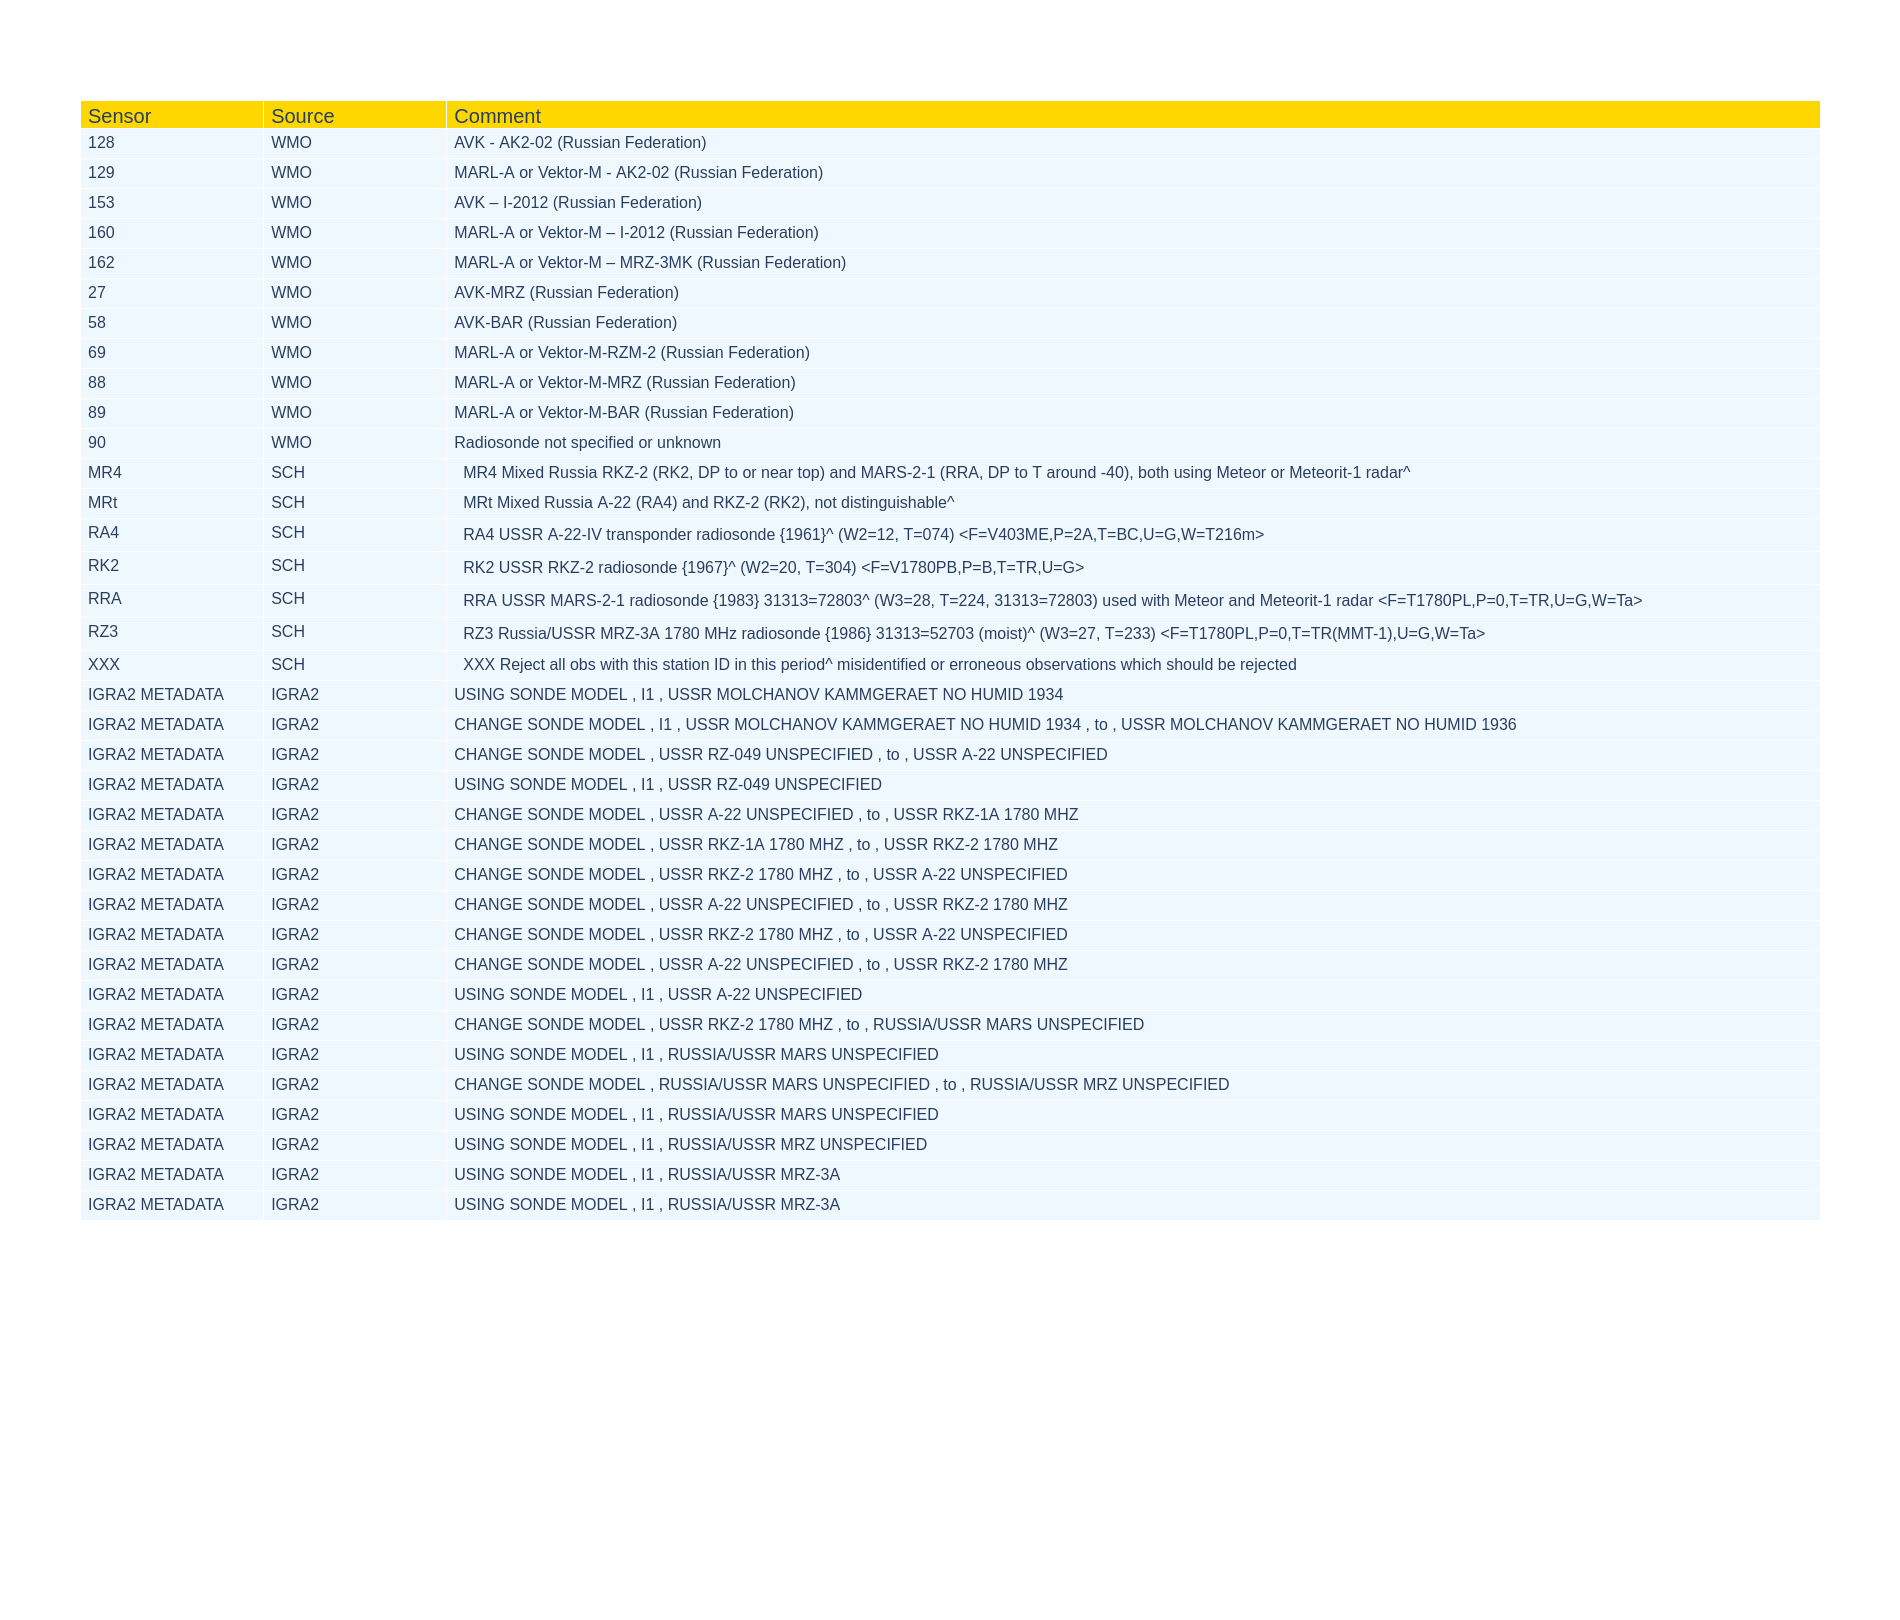 Sensor Source Comment
128 WMO AVK - AK2-02 (Russian Federation)
129 WMO MARL-A or Vektor-M - AK2-02 (Russian Federation)
153 WMO AVK – I-2012 (Russian Federation)
160 WMO MARL-A or Vektor-M – I-2012 (Russian Federation)
162 WMO MARL-A or Vektor-M – MRZ-3MK (Russian Federation)
27 WMO AVK-MRZ (Russian Federation)
58 WMO AVK-BAR (Russian Federation)
69 WMO MARL-A or Vektor-M-RZM-2 (Russian Federation)
88 WMO MARL-A or Vektor-M-MRZ (Russian Federation)
89 WMO MARL-A or Vektor-M-BAR (Russian Federation)
90 WMO Radiosonde not specified or unknown
MR4 SCH MR4 Mixed Russia RKZ-2 (RK2, DP to or near top) and MARS-2-1 (RRA, DP to T around -40), both using Meteor or Meteorit-1 radar^
MRt SCH MRt Mixed Russia A-22 (RA4) and RKZ-2 (RK2), not distinguishable^
RA4 SCH RA4 USSR A-22-IV transponder radiosonde {1961}^ (W2=12, T=074) <F=V403ME,P=2A,T=BC,U=G,W=T216m>
RK2 SCH RK2 USSR RKZ-2 radiosonde {1967}^ (W2=20, T=304) <F=V1780PB,P=B,T=TR,U=G>
RRA SCH RRA USSR MARS-2-1 radiosonde {1983} 31313=72803^ (W3=28, T=224, 31313=72803) used with Meteor and Meteorit-1 radar <F=T1780PL,P=0,T=TR,U=G,W=Ta>
RZ3 SCH RZ3 Russia/USSR MRZ-3A 1780 MHz radiosonde {1986} 31313=52703 (moist)^ (W3=27, T=233) <F=T1780PL,P=0,T=TR(MMT-1),U=G,W=Ta>
XXX SCH XXX Reject all obs with this station ID in this period^ misidentified or erroneous observations which should be rejected
IGRA2 METADATA IGRA2 USING SONDE MODEL , I1 , USSR MOLCHANOV KAMMGERAET NO HUMID 1934
IGRA2 METADATA IGRA2 CHANGE SONDE MODEL , I1 , USSR MOLCHANOV KAMMGERAET NO HUMID 1934 , to , USSR MOLCHANOV KAMMGERAET NO HUMID 1936
IGRA2 METADATA IGRA2 CHANGE SONDE MODEL , USSR RZ-049 UNSPECIFIED , to , USSR A-22 UNSPECIFIED
IGRA2 METADATA IGRA2 USING SONDE MODEL , I1 , USSR RZ-049 UNSPECIFIED
IGRA2 METADATA IGRA2 CHANGE SONDE MODEL , USSR A-22 UNSPECIFIED , to , USSR RKZ-1A 1780 MHZ
IGRA2 METADATA IGRA2 CHANGE SONDE MODEL , USSR RKZ-1A 1780 MHZ , to , USSR RKZ-2 1780 MHZ
IGRA2 METADATA IGRA2 CHANGE SONDE MODEL , USSR RKZ-2 1780 MHZ , to , USSR A-22 UNSPECIFIED
IGRA2 METADATA IGRA2 CHANGE SONDE MODEL , USSR A-22 UNSPECIFIED , to , USSR RKZ-2 1780 MHZ
IGRA2 METADATA IGRA2 CHANGE SONDE MODEL , USSR RKZ-2 1780 MHZ , to , USSR A-22 UNSPECIFIED
IGRA2 METADATA IGRA2 CHANGE SONDE MODEL , USSR A-22 UNSPECIFIED , to , USSR RKZ-2 1780 MHZ
IGRA2 METADATA IGRA2 USING SONDE MODEL , I1 , USSR A-22 UNSPECIFIED
IGRA2 METADATA IGRA2 CHANGE SONDE MODEL , USSR RKZ-2 1780 MHZ , to , RUSSIA/USSR MARS UNSPECIFIED
IGRA2 METADATA IGRA2 USING SONDE MODEL , I1 , RUSSIA/USSR MARS UNSPECIFIED
IGRA2 METADATA IGRA2 CHANGE SONDE MODEL , RUSSIA/USSR MARS UNSPECIFIED , to , RUSSIA/USSR MRZ UNSPECIFIED
IGRA2 METADATA IGRA2 USING SONDE MODEL , I1 , RUSSIA/USSR MARS UNSPECIFIED
IGRA2 METADATA IGRA2 USING SONDE MODEL , I1 , RUSSIA/USSR MRZ UNSPECIFIED
IGRA2 METADATA IGRA2 USING SONDE MODEL , I1 , RUSSIA/USSR MRZ-3A
IGRA2 METADATA IGRA2 USING SONDE MODEL , I1 , RUSSIA/USSR MRZ-3A